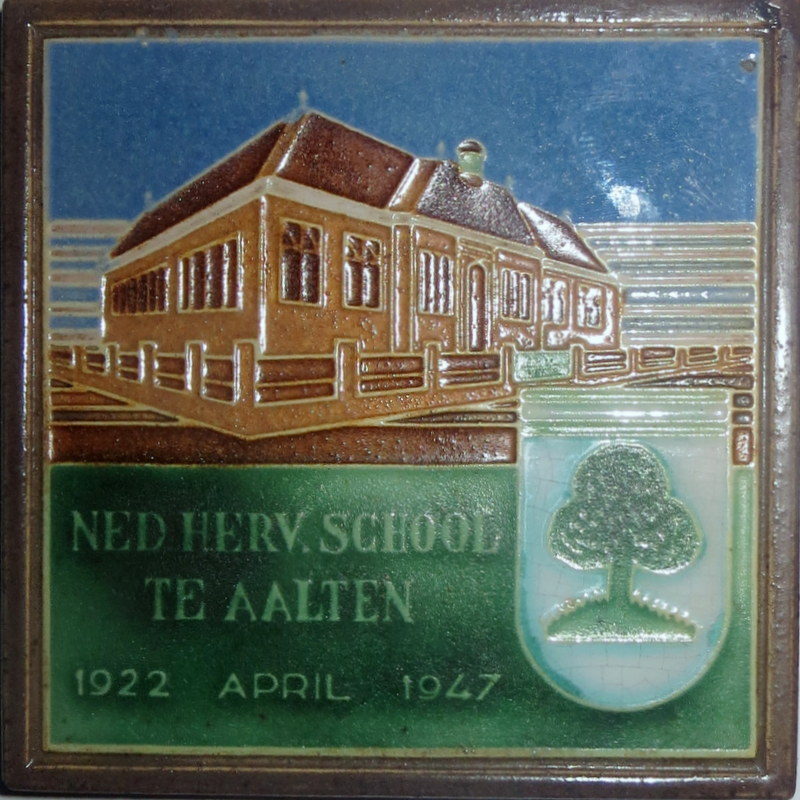 NED HERV. SCHOOL
TE AALTEN
1922 APRIL 1947